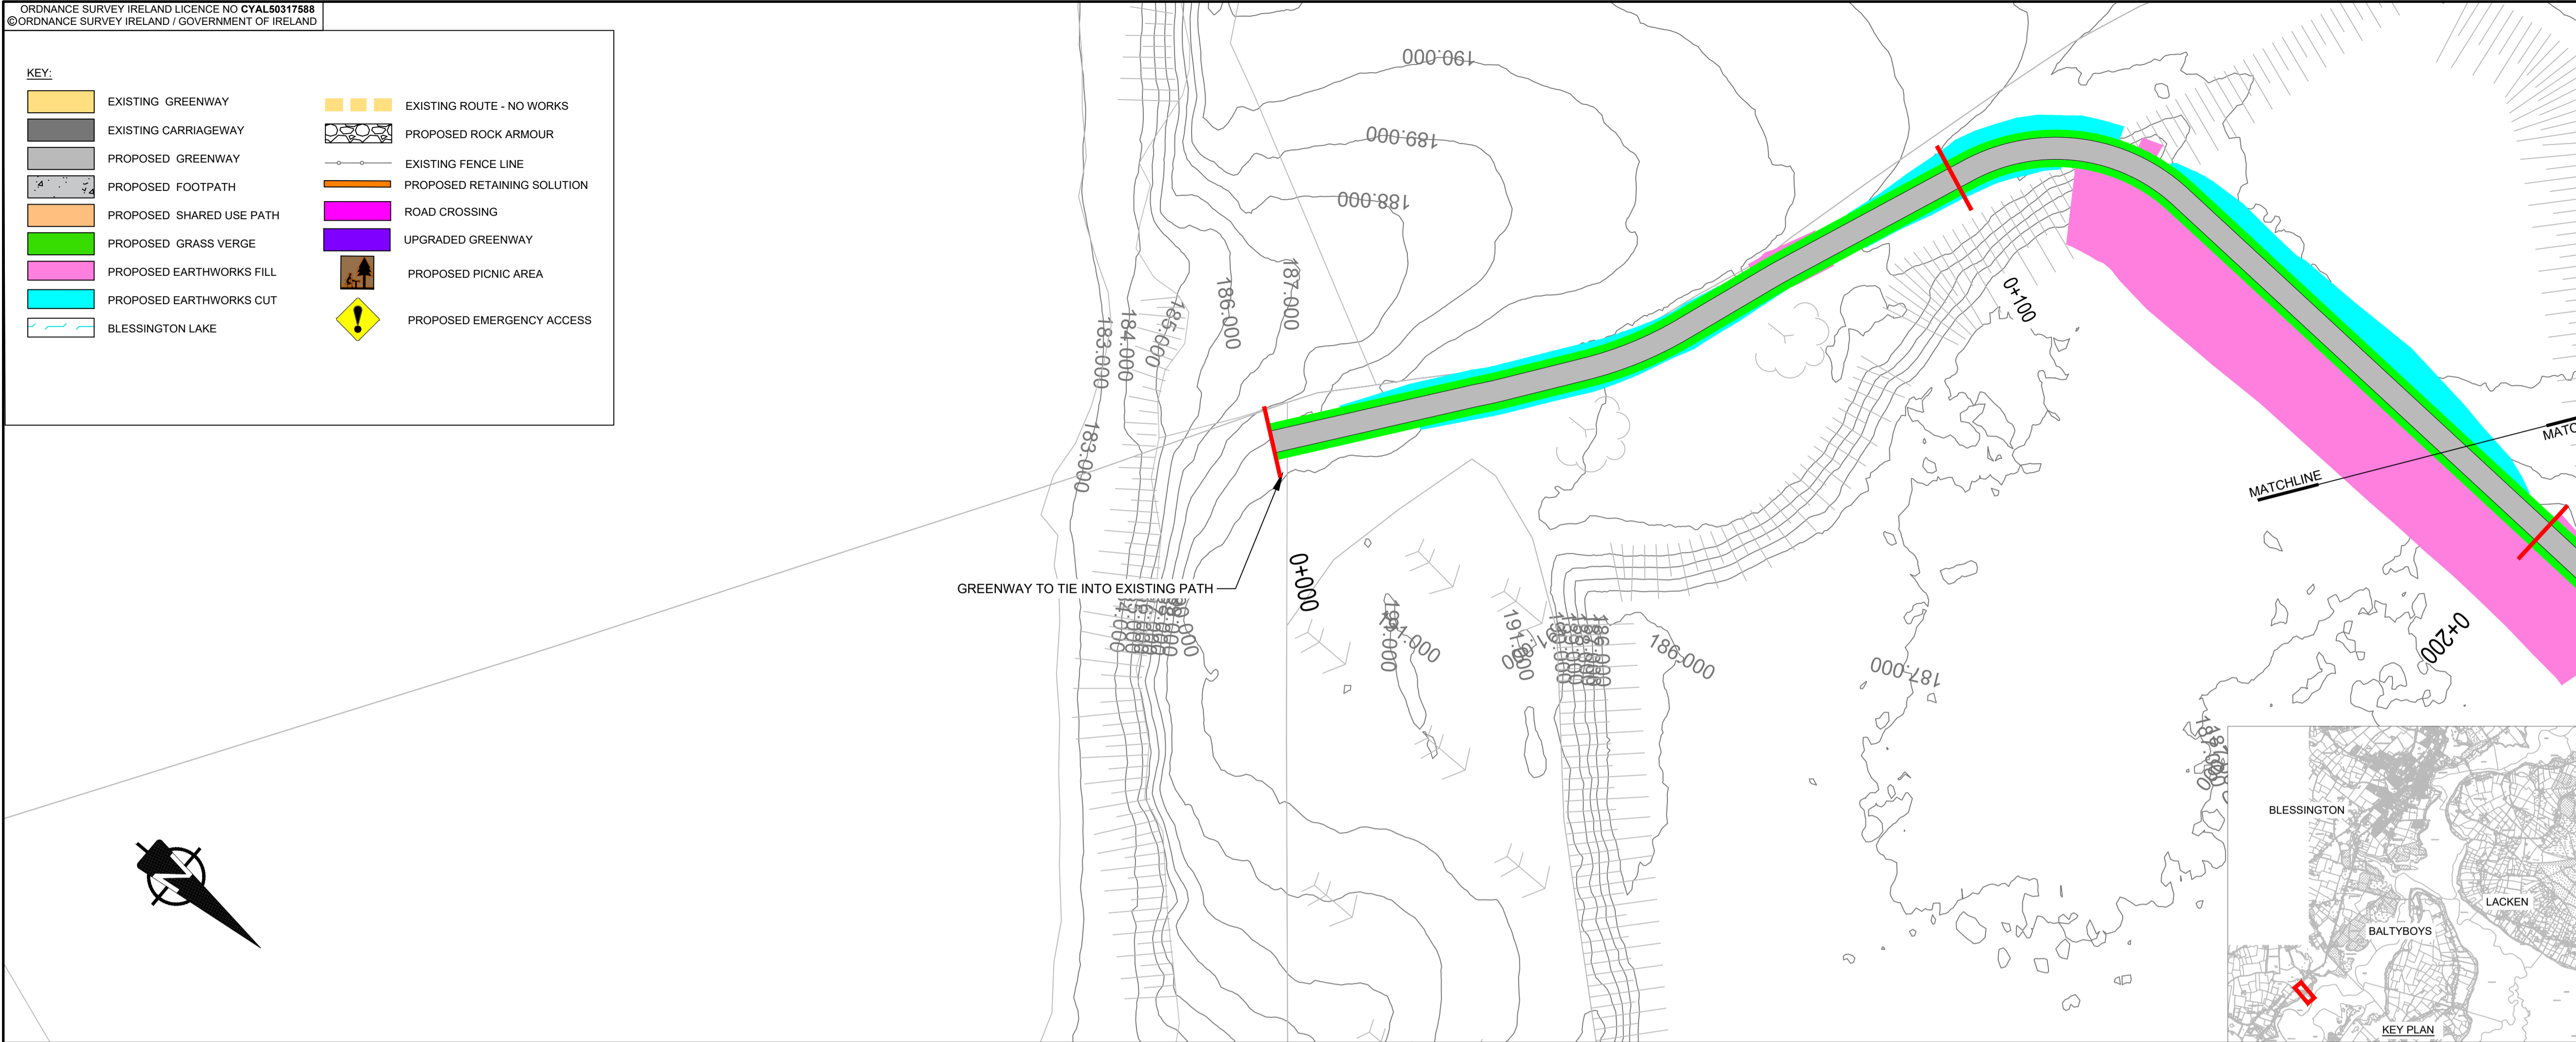 ORDNANCE SURVEY IRELAND LICENCE NO CYAL50317588
©ORDNANCE SURVEY IRELAND / GOVERNMENT OF IRELAND
KEY:
EXISTING GREENWAY
EXISTING CARRIAGEWAY
PROPOSED GREENWAY
PROPOSED FOOTPATH
PROPOSED SHARED USE PATH
PROPOSED GRASS VERGE
PROPOSED EARTHWORKS FILL
PROPOSED EARTHWORKS CUT
BLESSINGTON LAKE
EXISTING ROUTE - NO WORKS
PROPOSED ROCK ARMOUR
EXISTING FENCE LINE
PROPOSED RETAINING SOLUTION
ROAD CROSSING
UPGRADED GREENWAY
PROPOSED PICNIC AREA
PROPOSED EMERGENCY ACCESS
190.000
189.000
188.000
187.000
186.000
185.000
184.000
183.000
183.000
0+100
MATCHLINE
MATC
GREENWAY TO TIE INTO EXISTING PATH
0+000
191.000
186.000
186.000
187.000
0+200
N
BLESSINGTON
LACKEN
BALTYBOYS
KEY PLAN